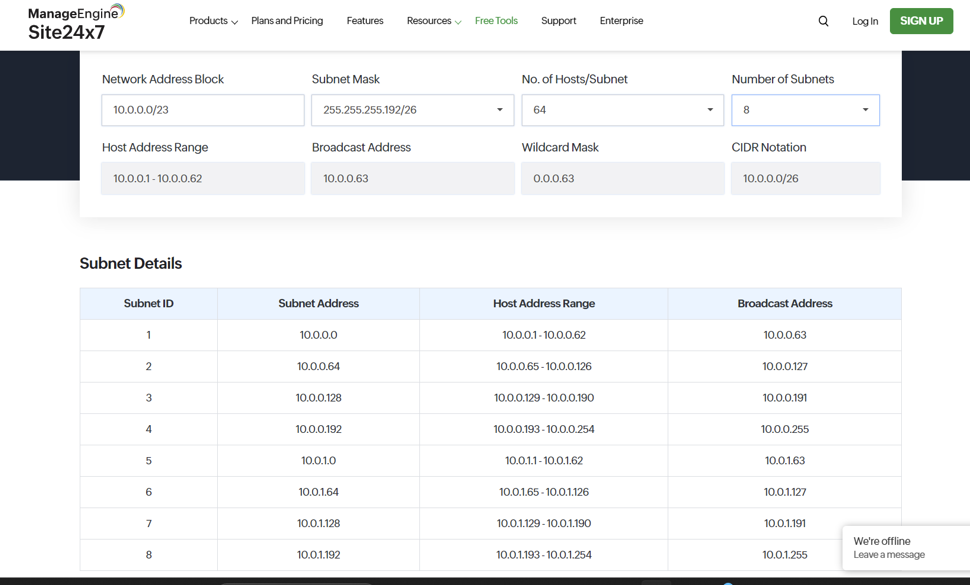 ManageEngine
Site24x7
Products Plans and Pricing Features Resources Free Tools Support Enterprise Log In SIGN UP
Network Address Block Subnet Mask No. of Hosts/Subnet Number of Subnets
10.0.0.0/23 255.255.255.192/26 64 8
Host Address Range Broadcast Address Wildcard Mask CIDR Notation
10.0.0.1 - 10.0.0.62 10.0.0.63 0.0.0.63 10.0.0.0/26
Subnet Details
Subnet ID Subnet Address Host Address Range Broadcast Address
1 10.0.0.0 10.0.0.1 - 10.0.0.62 10.0.0.63
2 10.0.0.64 10.0.0.65 - 10.0.0.126 10.0.0.127
3 10.0.0.128 10.0.0.129 - 10.0.0.190 10.0.0.191
4 10.0.0.192 10.0.0.193 - 10.0.0.254 10.0.0.255
5 10.0.1.0 10.0.1.1 - 10.0.1.62 10.0.1.63
6 10.0.1.64 10.0.1.65 - 10.0.1.126 10.0.1.127
7 10.0.1.128 10.0.1.129 - 10.0.1.190 10.0.1.191
8 10.0.1.192 10.0.1.193 - 10.0.1.254 10.0.1.255
We're offline
Leave a message